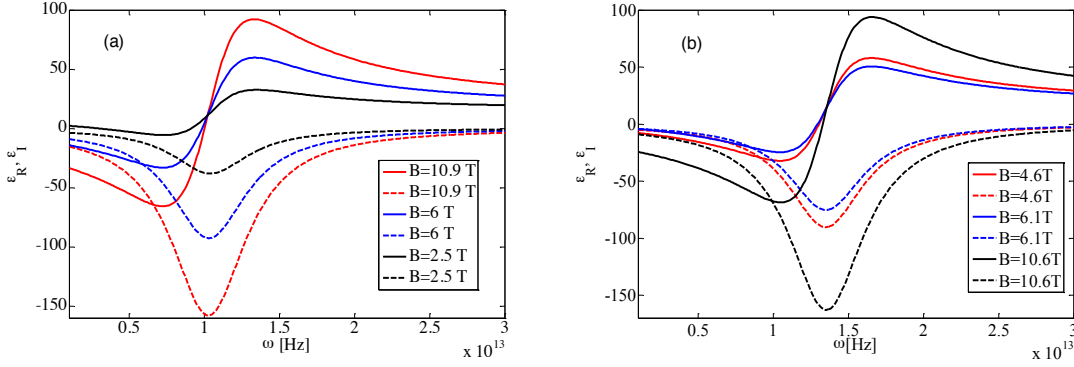 (a)
100
50
0
-50
-100
-150
ε_R, ε_I
0.5
1
1.5
2
2.5
3
ω [Hz]
x 10^13
B=10.9 T
B=10.9 T
B=6 T
B=6 T
B=2.5 T
B=2.5 T
(b)
100
50
0
-50
-100
-150
ε_R, ε_I
0.5
1
1.5
2
2.5
3
ω[Hz]
x 10^13
B=4.6T
B=4.6T
B=6.1T
B=6.1T
B=10.6T
B=10.6T